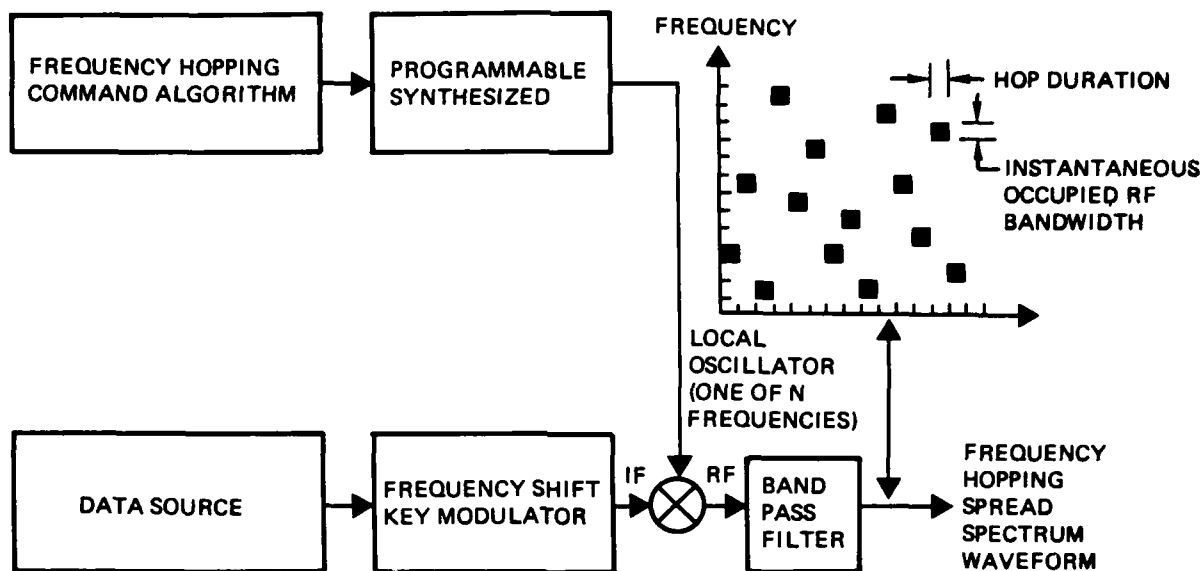 FREQUENCY HOPPING
COMMAND ALGORITHM
PROGRAMMABLE
SYNTHESIZED
FREQUENCY
HOP DURATION
INSTANTANEOUS
OCCUPIED RF
BANDWIDTH
LOCAL
OSCILLATOR
(ONE OF N
FREQUENCIES)
DATA SOURCE
FREQUENCY SHIFT
KEY MODULATOR
IF
RF
BAND
PASS
FILTER
FREQUENCY
HOPPING
SPREAD
SPECTRUM
WAVEFORM